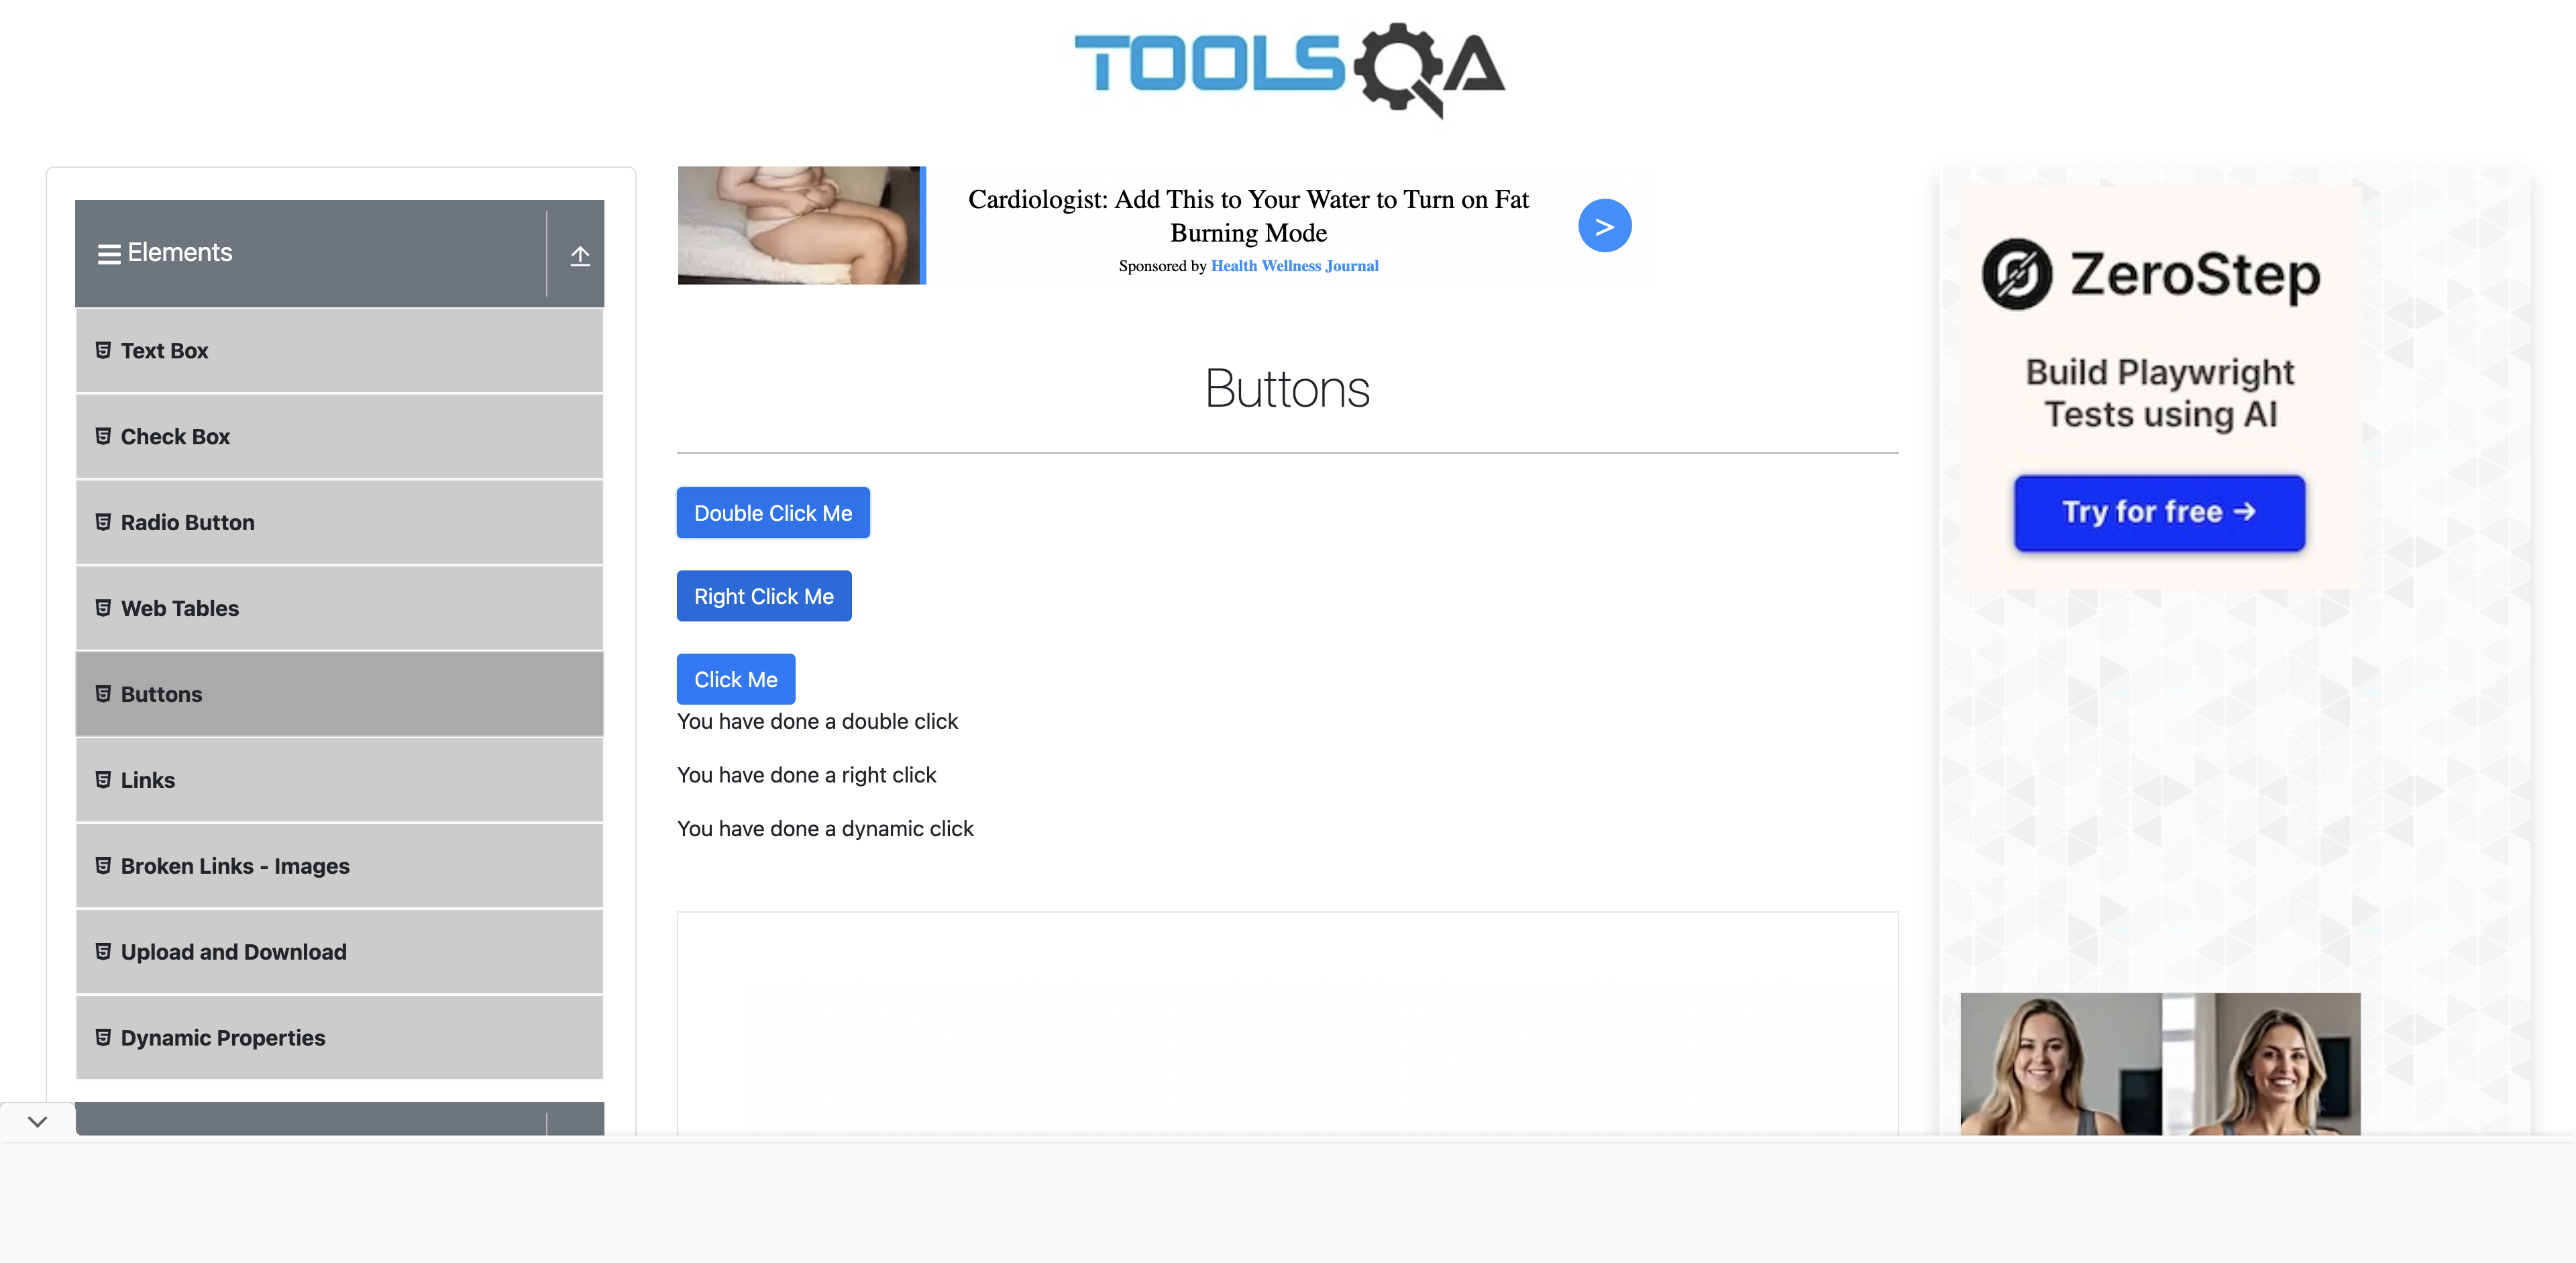 TOOLSQA
Elements
Text Box
Check Box
Radio Button
Web Tables
Buttons
Links
Broken Links - Images
Upload and Download
Dynamic Properties
Cardiologist: Add This to Your Water to Turn on Fat
Burning Mode
Sponsored by Health Wellness Journal
>
Buttons
Double Click Me
Right Click Me
Click Me
You have done a double click
You have done a right click
You have done a dynamic click
ZeroStep
Build Playwright
Tests using AI
Try for free →